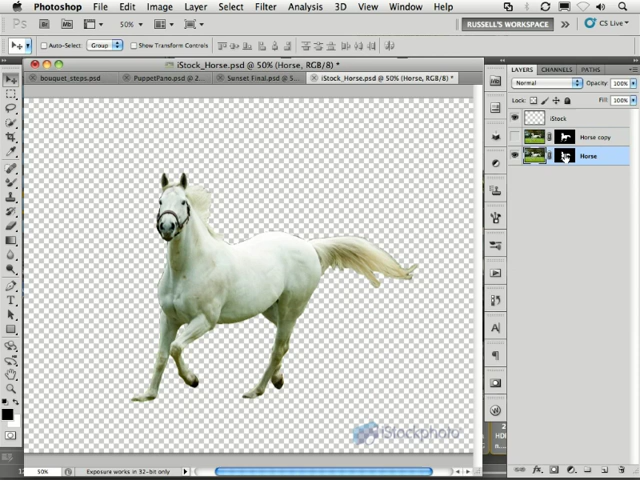 Photoshop File Edit Image Layer Select Filter Analysis 3D View Window
50% RUSSELL'S WORKSPACE CS Live
Auto-Select: Group Show Transform Controls
iStock_Horse.psd @ 50% (Horse, RGB/8) *
bouquet_steps.psd PuppetPano.psd @ 2... Sunset Final.psd @ 5... iStock_Horse.psd @ 50% (Horse, RGB/8) *
LAYERS CHANNELS PATHS
Normal Opacity: 100%
Lock: Fill: 100%
iStock
Horse copy
Horse
iStockphoto
50% Exposure works in 32-bit only